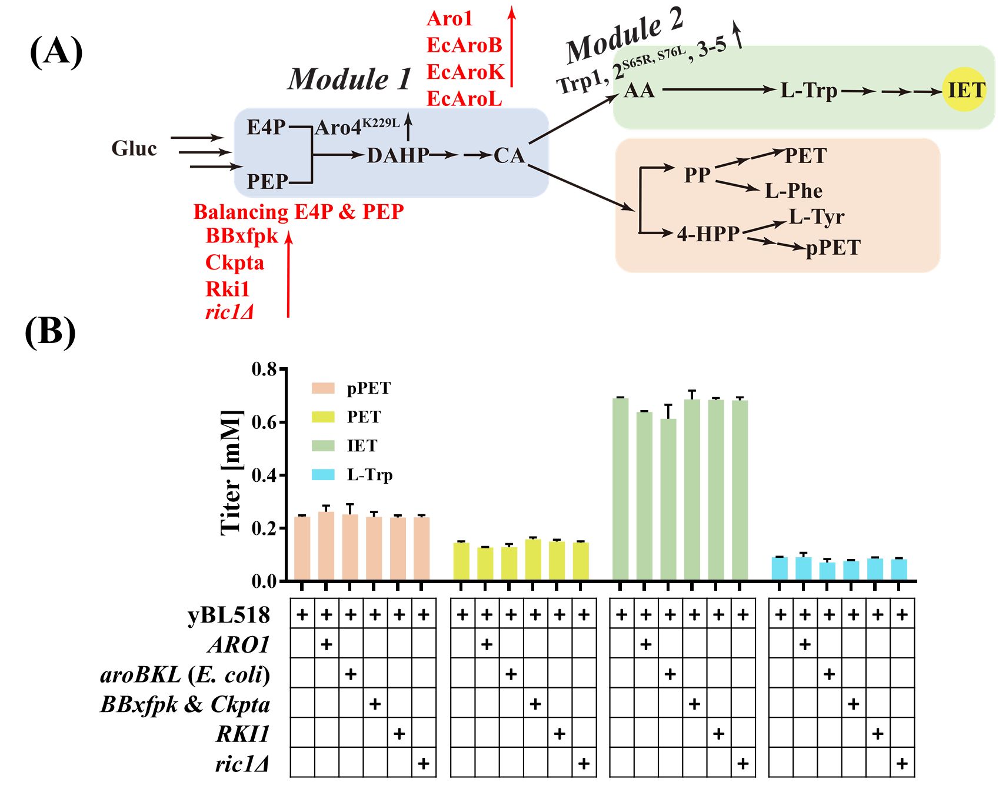 (A)
Aro1
EcAroB
EcAroK
EcAroL
Module 1
Module 2
Trp1, 2S65R, S76L, 3-5
AA
L-Trp
IET
Gluc
E4P
Aro4K229L
DAHP
CA
PEP
PP
PET
L-Phe
L-Tyr
4-HPP
pPET
Balancing E4P & PEP
BBxfpk
Ckpta
Rki1
ric1Δ
(B)
Titer [mM]
0.8
0.6
0.4
0.2
0.0
pPET
PET
IET
L-Trp
yBL518 + + + + + + + + + + + + + + + + + + + + + + + +
ARO1 + + + +
aroBKL (E. coli) + + + +
BBxfpk & Ckpta + + + +
RKI1 + + + +
ric1Δ + + + +